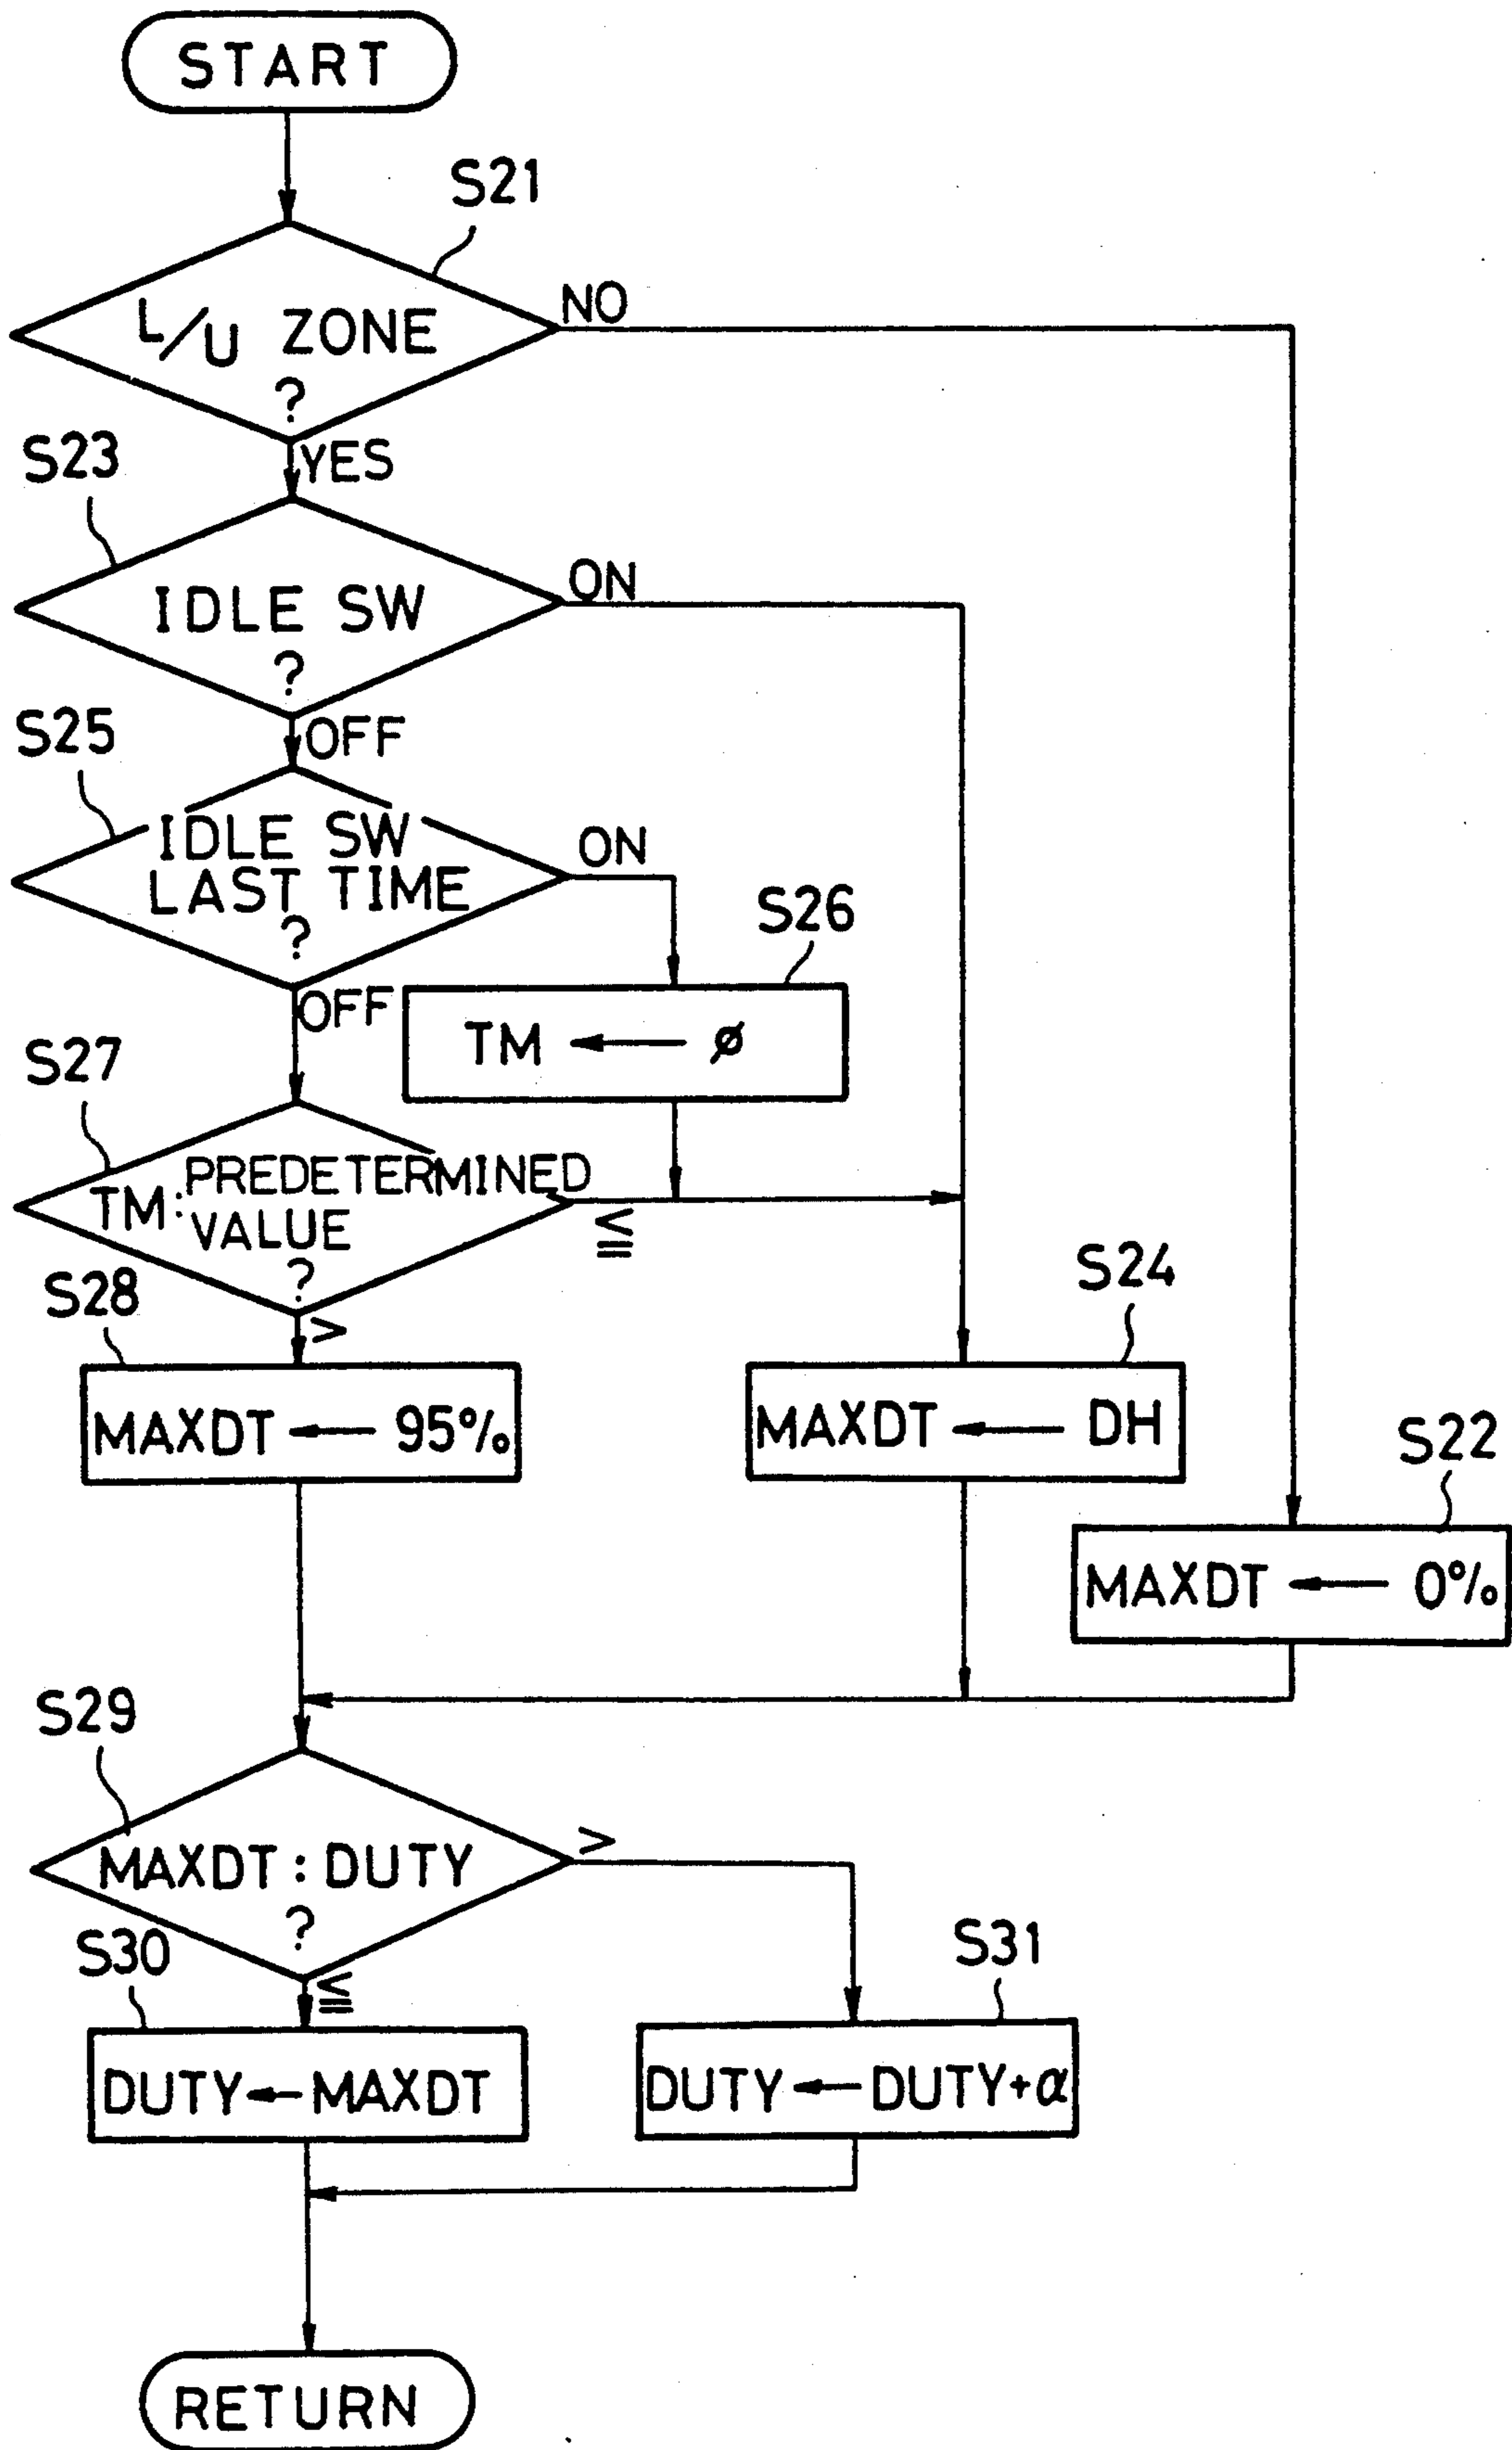 START
S21
L/U ZONE
?
NO
YES
S23
IDLE SW
?
ON
OFF
S25
IDLE SW
LAST TIME
?
ON
OFF
S26
TM ← ø
S27
TM: PREDETERMINED
VALUE
?
≦
>
S28
MAXDT ← 95%
S24
MAXDT ← DH
S22
MAXDT ← 0%
S29
MAXDT : DUTY
?
>
≦
S30
DUTY ← MAXDT
S31
DUTY ← DUTY+α
RETURN